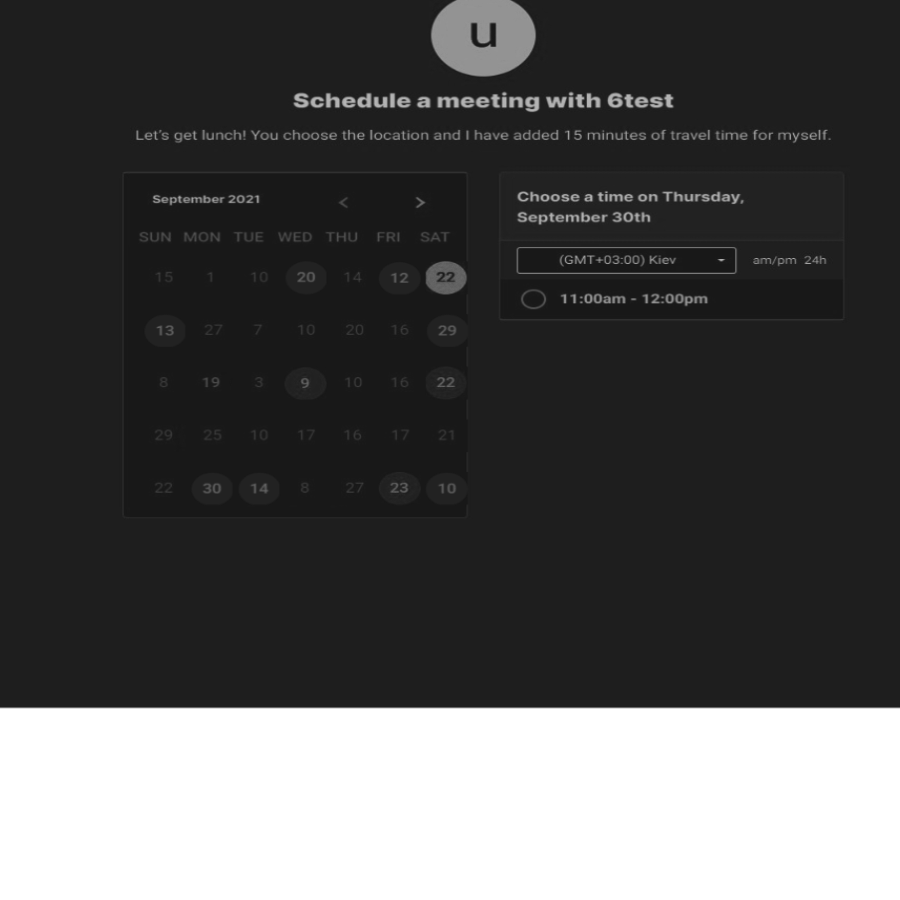 u
Schedule a meeting with 6test
Let's get lunch! You choose the location and I have added 15 minutes of travel time for myself.
September 2021 < >
SUN MON TUE WED THU FRI SAT
15 1 10 20 14 12 22
13 27 7 10 20 16 29
8 19 3 9 10 16 22
29 25 10 17 16 17 21
22 30 14 8 27 23 10
Choose a time on Thursday,
September 30th
(GMT+03:00) Kiev am/pm 24h
11:00am - 12:00pm